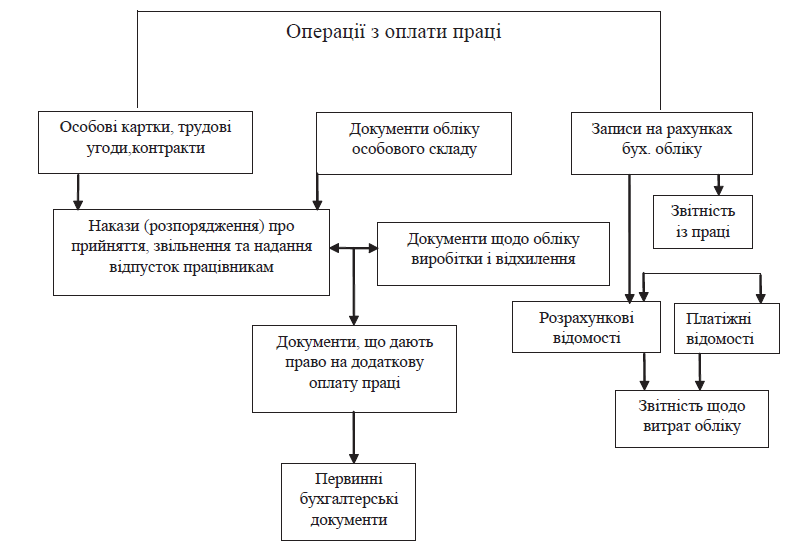 Операції з оплати праці
Особові картки, трудові
угоди,контракти
Документи обліку
особового складу
Записи на рахунках
бух. обліку
Накази (розпорядження) про
прийняття, звільнення та надання
відпусток працівникам
Документи щодо обліку
виробітки і відхилення
Звітність
із праці
Документи, що дають
право на додаткову
оплату праці
Розрахункові
відомості
Платіжні
відомості
Звітність щодо
витрат обліку
Первинні
бухгалтерські
документи